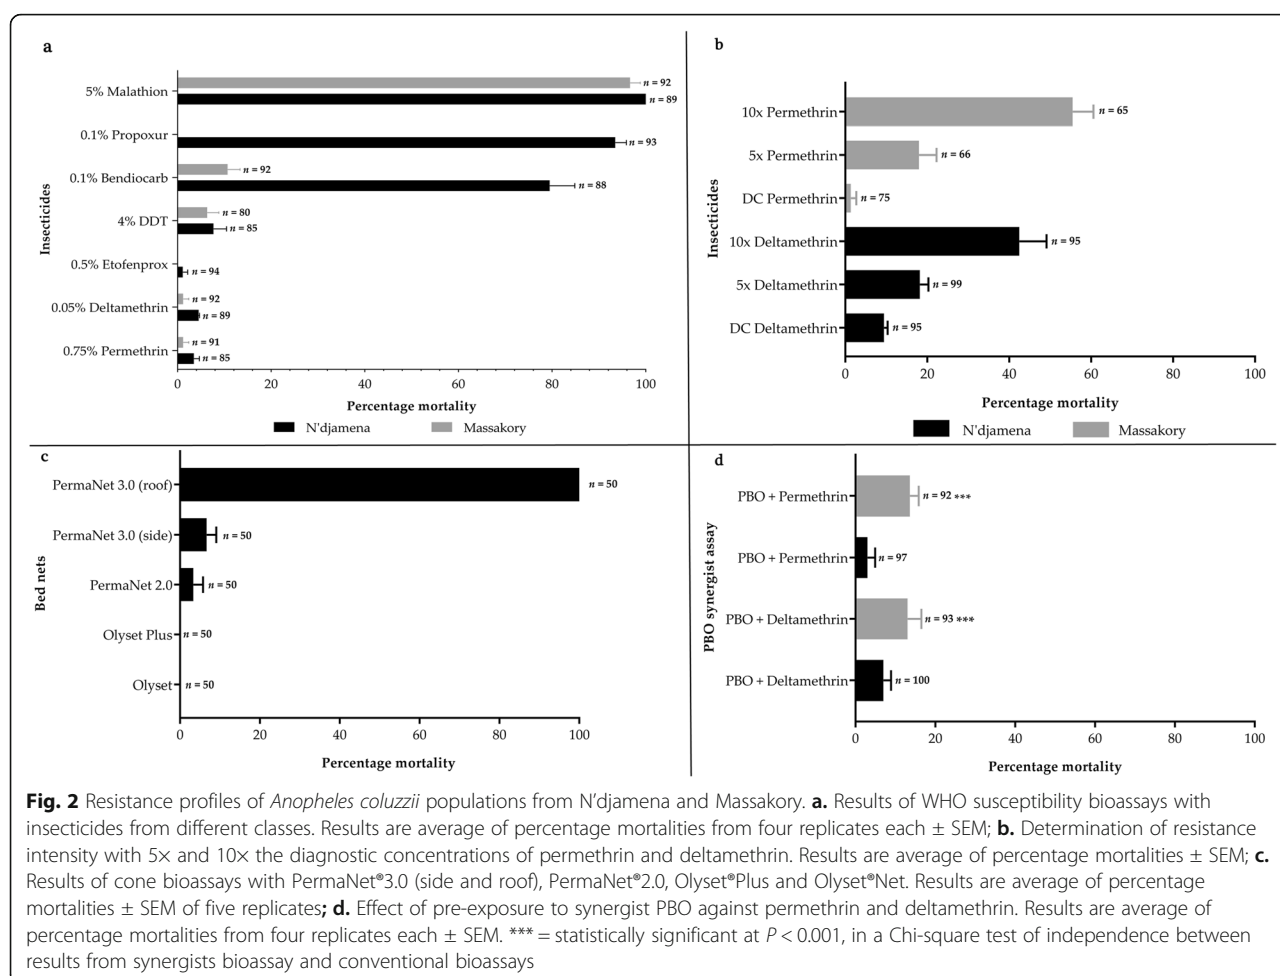 a
5% Malathion
n = 92
n = 89
0.1% Propoxur
n = 93
0.1% Bendiocarb
n = 92
n = 88
4% DDT
n = 80
n = 85
0.5% Etofenprox
n = 94
0.05% Deltamethrin
n = 92
n = 89
0.75% Permethrin
n = 91
n = 85
Insecticides
0 20 40 60 80 100
Percentage mortality
N'djamena Massakory
b
10x Permethrin
n = 65
5x Permethrin
n = 66
DC Permethrin
n = 75
10x Deltamethrin
n = 95
5x Deltamethrin
n = 99
DC Deltamethrin
n = 95
Insecticides
0 20 40 60 80 100
Percentage mortality
N'djamena Massakory
c
PermaNet 3.0 (roof)
n = 50
PermaNet 3.0 (side)
n = 50
PermaNet 2.0
n = 50
Olyset Plus
n = 50
Olyset
n = 50
Bed nets
0 20 40 60 80 100
Percentage mortality
d
PBO + Permethrin
n = 92 ***
PBO + Permethrin
n = 97
PBO + Deltamethrin
n = 93 ***
PBO + Deltamethrin
n = 100
PBO synergist assay
0 20 40 60 80 100
Percentage mortality
Fig. 2 Resistance profiles of Anopheles coluzzii populations from N'djamena and Massakory. a. Results of WHO susceptibility bioassays with
insecticides from different classes. Results are average of percentage mortalities from four replicates each ± SEM; b. Determination of resistance
intensity with 5× and 10× the diagnostic concentrations of permethrin and deltamethrin. Results are average of percentage mortalities ± SEM; c.
Results of cone bioassays with PermaNet®3.0 (side and roof), PermaNet®2.0, Olyset®Plus and Olyset®Net. Results are average of percentage
mortalities ± SEM of five replicates; d. Effect of pre-exposure to synergist PBO against permethrin and deltamethrin. Results are average of
percentage mortalities from four replicates each ± SEM. *** = statistically significant at P < 0.001, in a Chi-square test of independence between
results from synergists bioassay and conventional bioassays